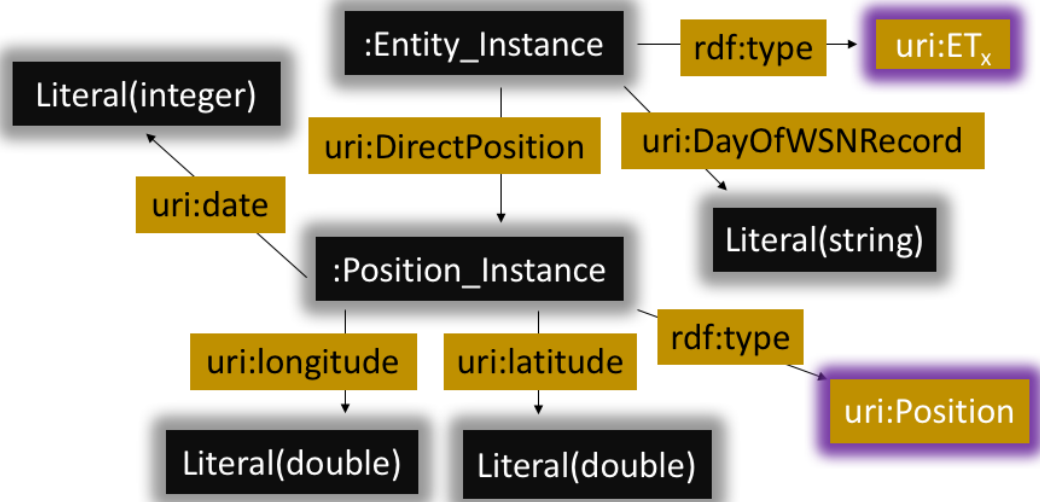 :Entity_Instance
rdf:type
uri:ETx
Literal(integer)
uri:DirectPosition
uri:DayOfWSNRecord
uri:date
Literal(string)
:Position_Instance
uri:longitude
uri:latitude
rdf:type
uri:Position
Literal(double)
Literal(double)